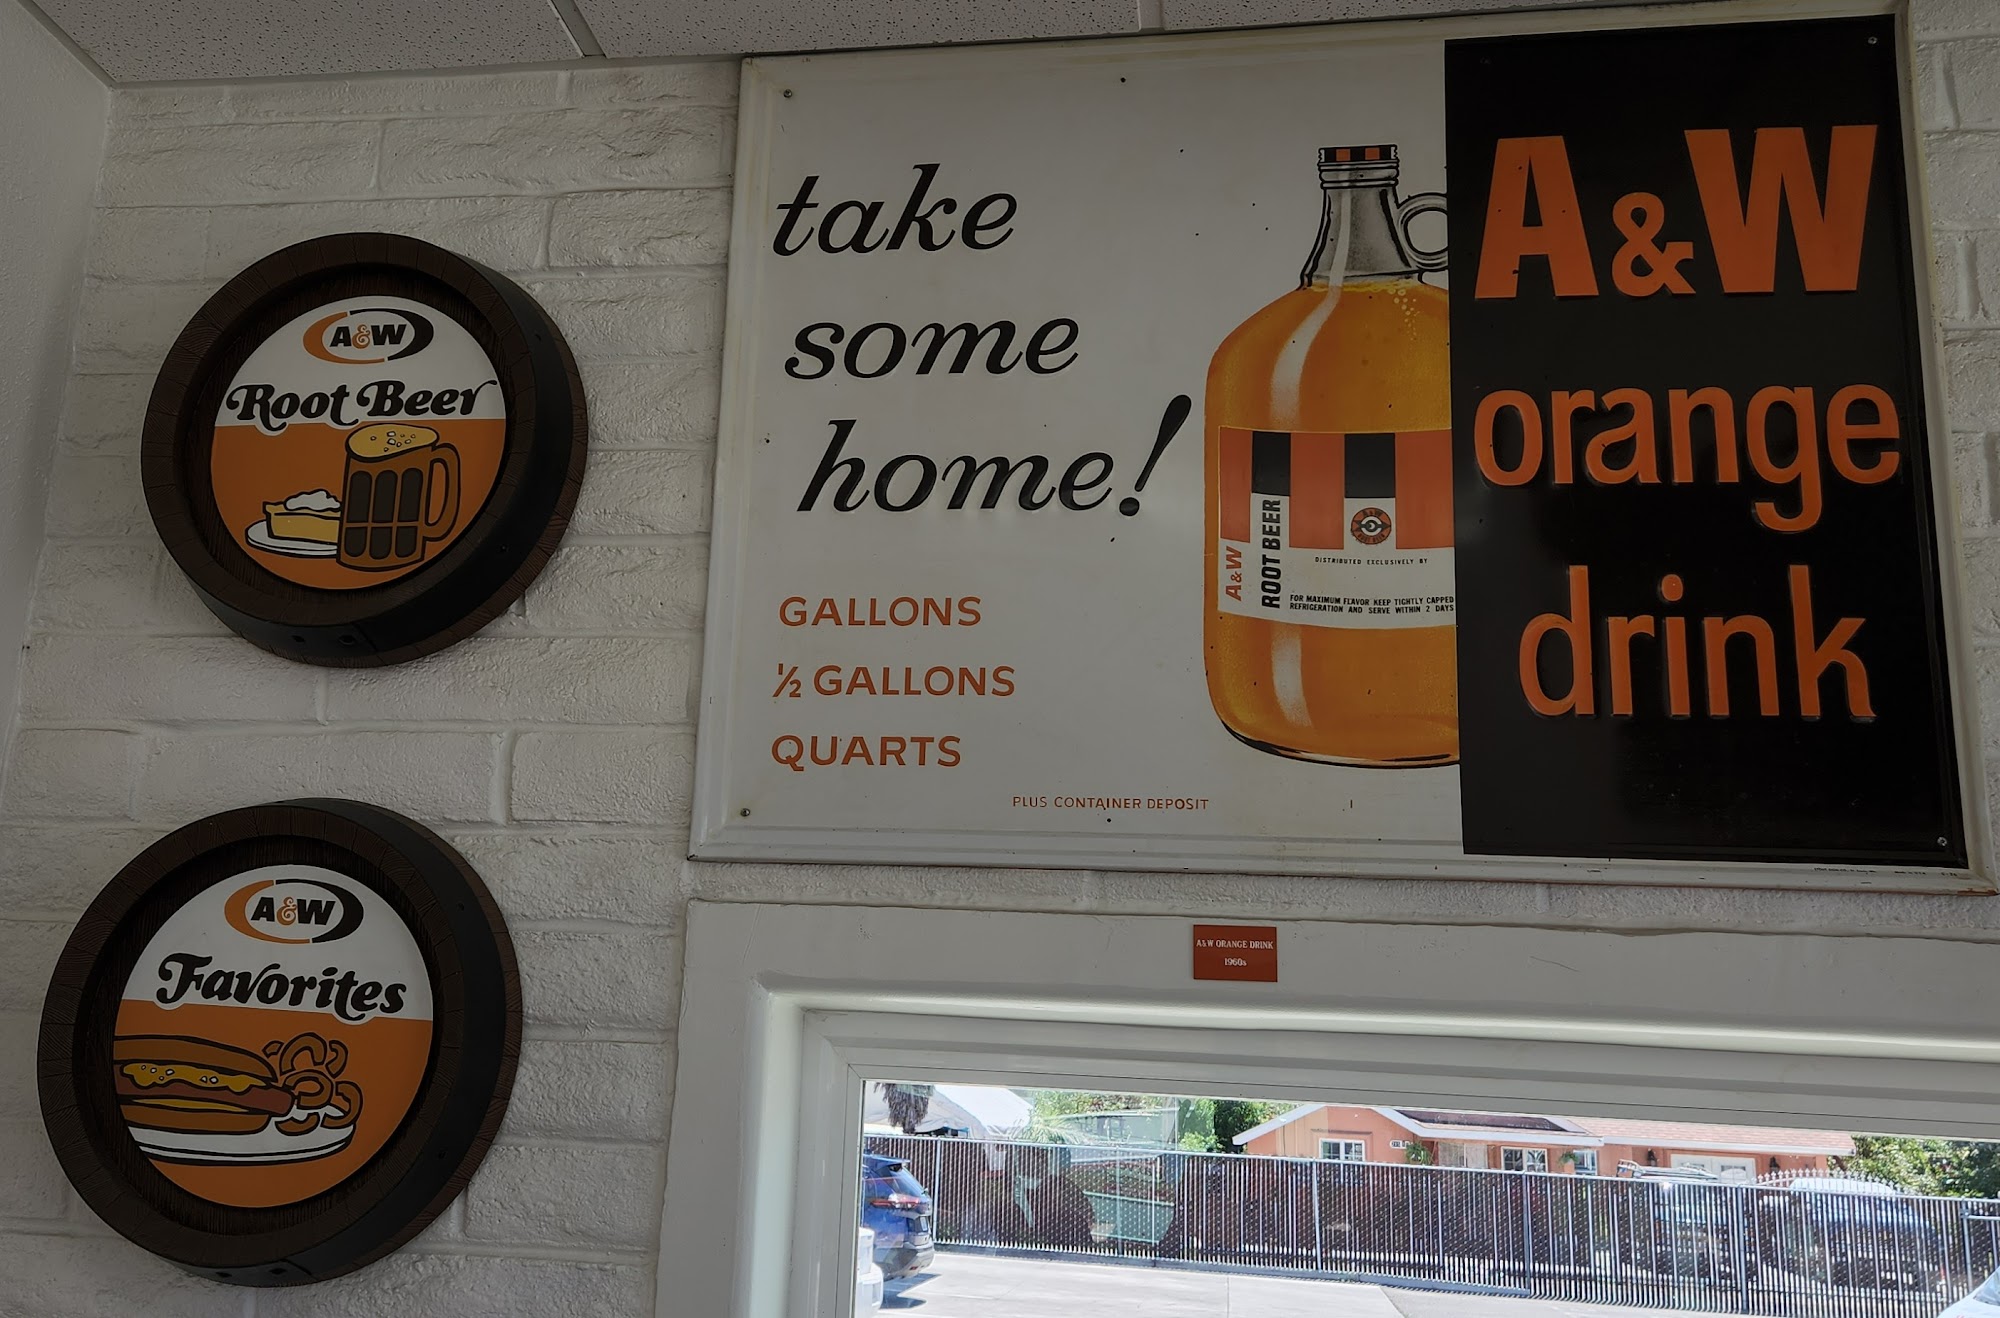 A&W
Root Beer
A&W
Favorites
take
some
home!
GALLONS
½ GALLONS
QUARTS
PLUS CONTAINER DEPOSIT
A&W
ROOT BEER
DISTRIBUTED EXCLUSIVELY BY
FOR MAXIMUM FLAVOR KEEP TIGHTLY CAPPED
REFRIGERATION AND SERVE WITHIN 2 DAYS
A&W
orange
drink
A&W ORANGE DRINK
1960s